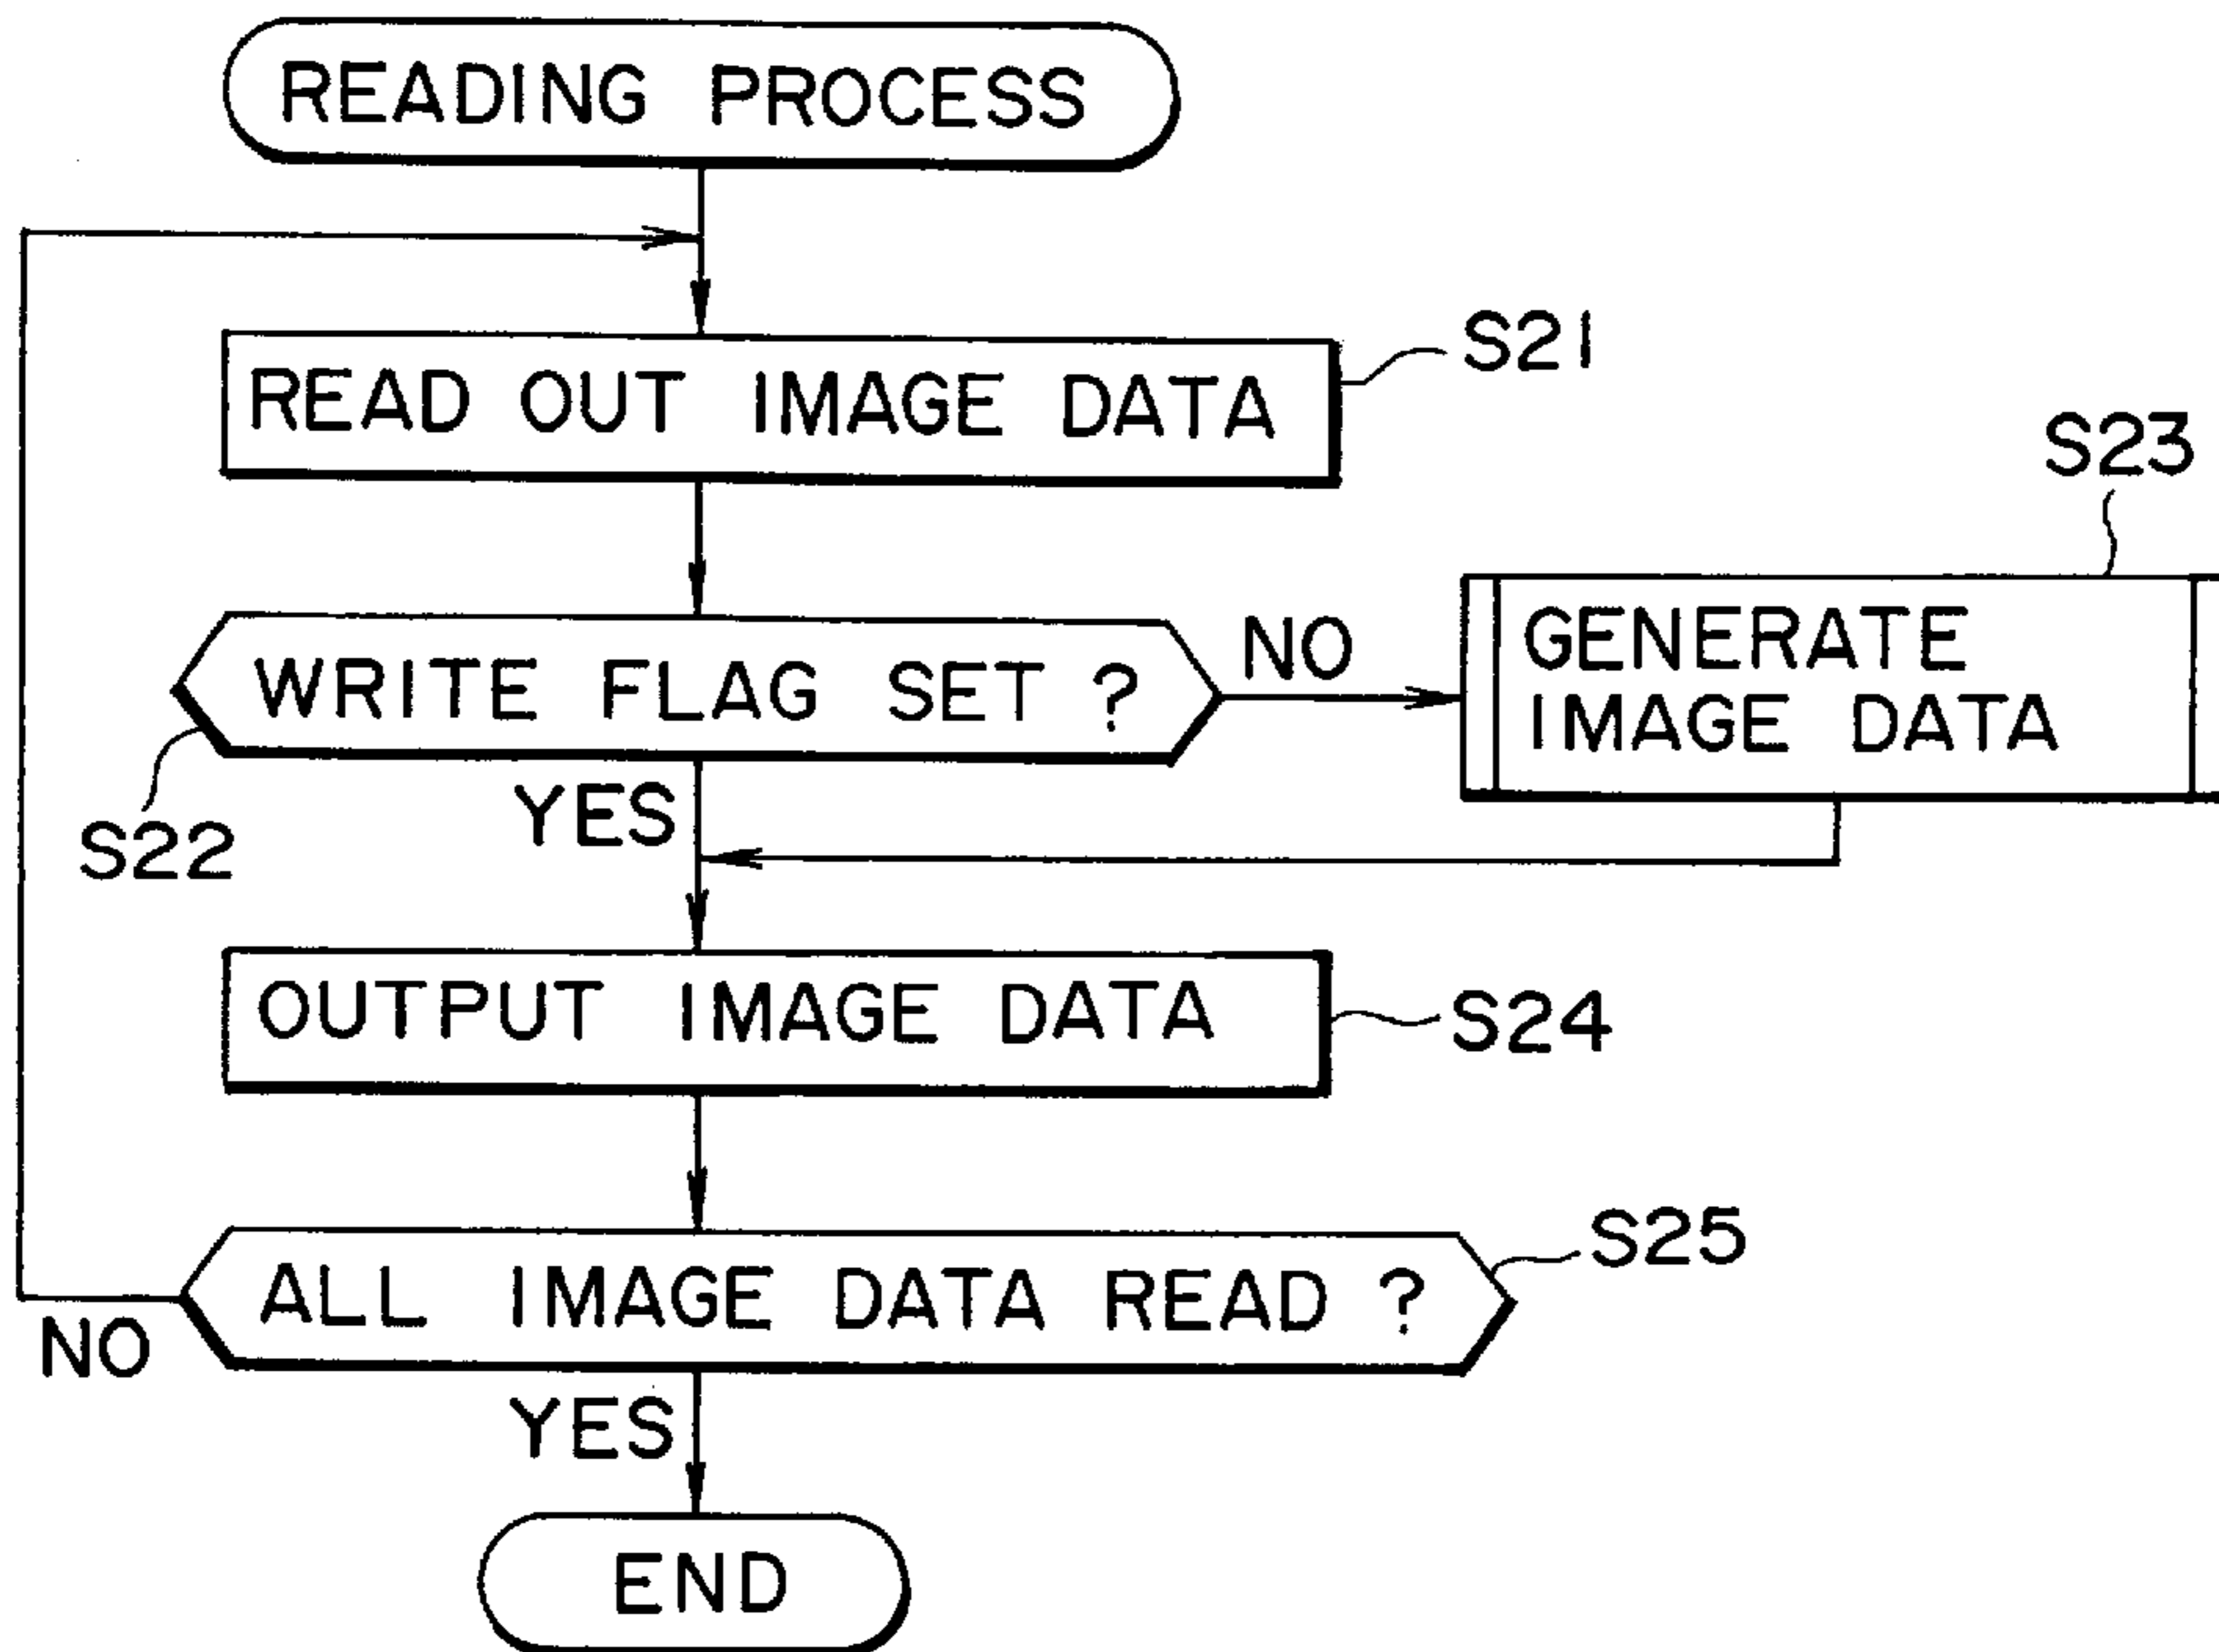 READING PROCESS
READ OUT IMAGE DATA
S21
S23
WRITE FLAG SET ?
NO
GENERATE
IMAGE DATA
YES
S22
OUTPUT IMAGE DATA
S24
S25
ALL IMAGE DATA READ ?
NO
YES
END